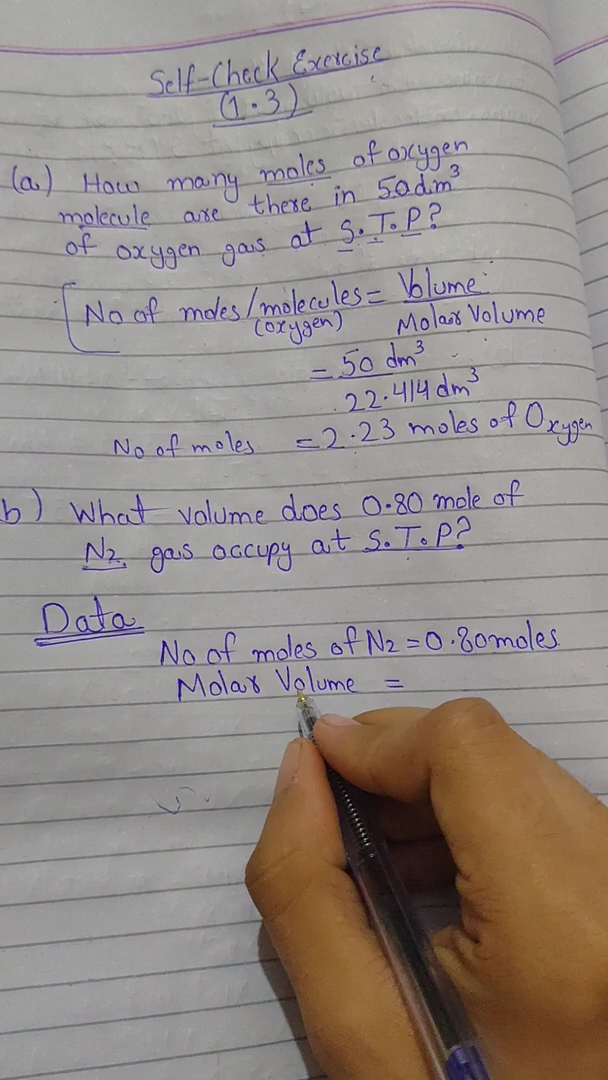 Self-Check Exercise
(1.3)
(a) How many moles of oxygen
molecule are there in 50dm³
of oxygen gas at S.T.P?
No of moles/molecules = Volume
(oxygen) Molar Volume
= 50 dm³
22.414 dm³
No of moles = 2.23 moles of Oxygen
b) What volume does 0.80 mole of
N2 gas occupy at S.T.P?
Data
No of moles of N2 = 0.80moles
Molar Volume =